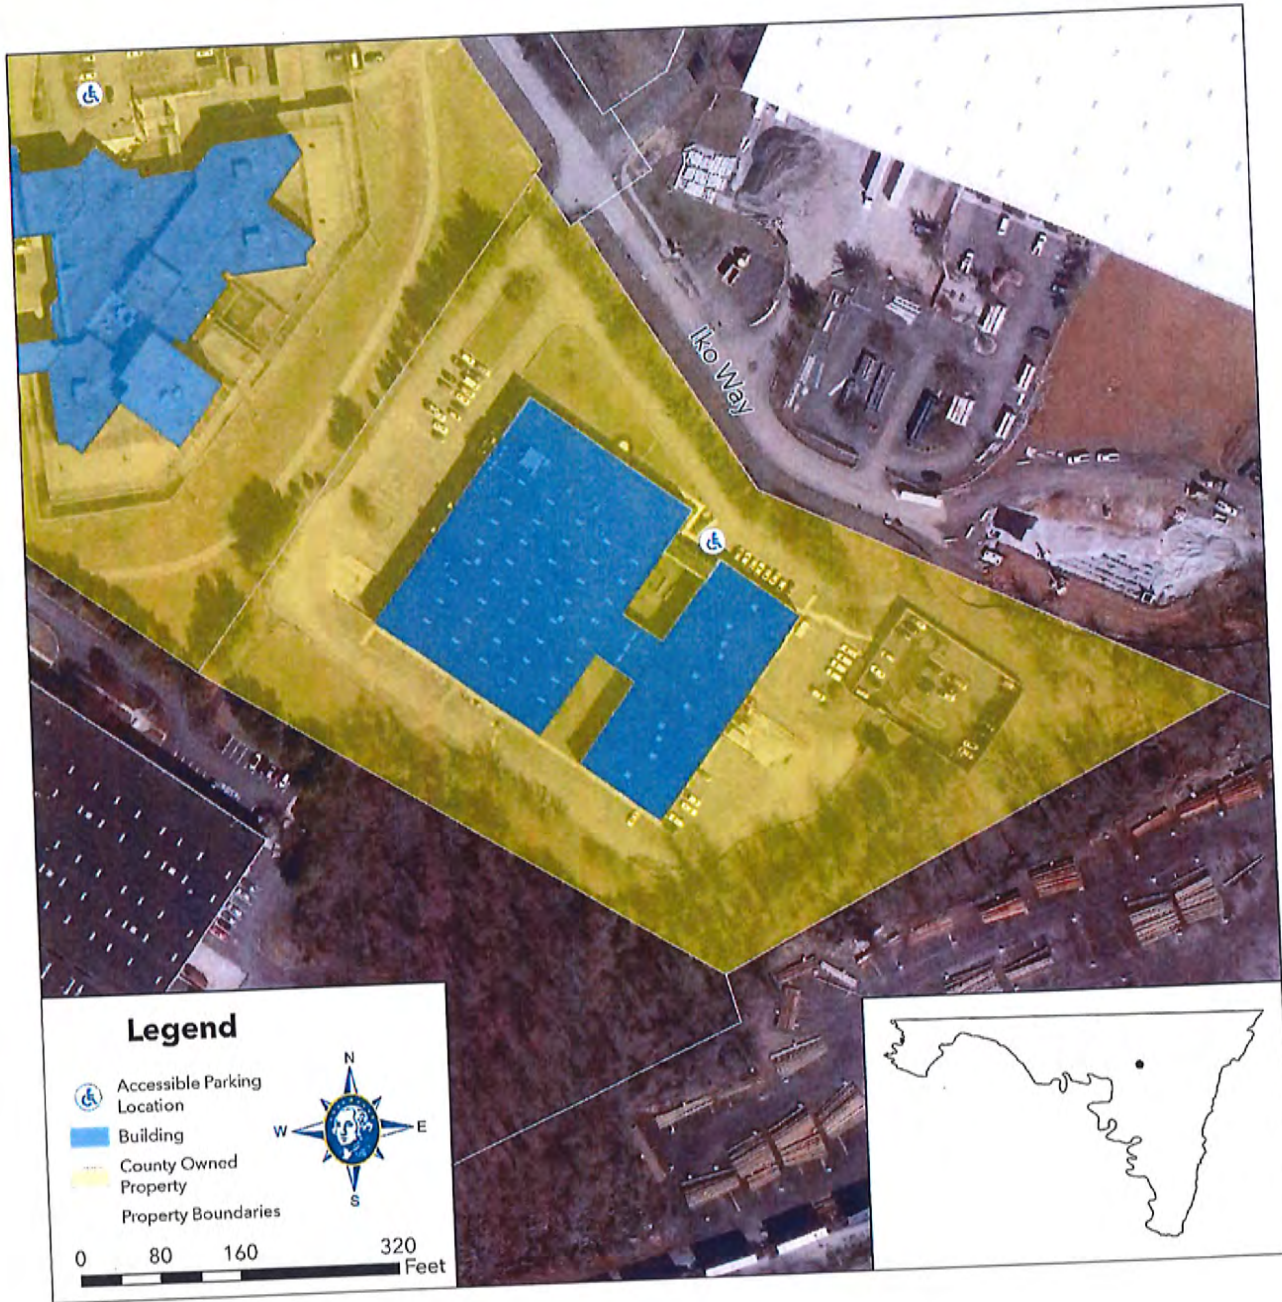 Iko Way
Legend
Accessible Parking
Location
Building
County Owned
Property
Property Boundaries
N
W
E
S
0
80
160
320
Feet